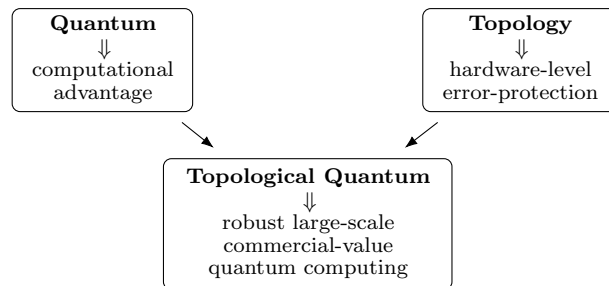 Quantum
⇓
computational
advantage
Topology
⇓
hardware-level
error-protection
Topological Quantum
⇓
robust large-scale
commercial-value
quantum computing